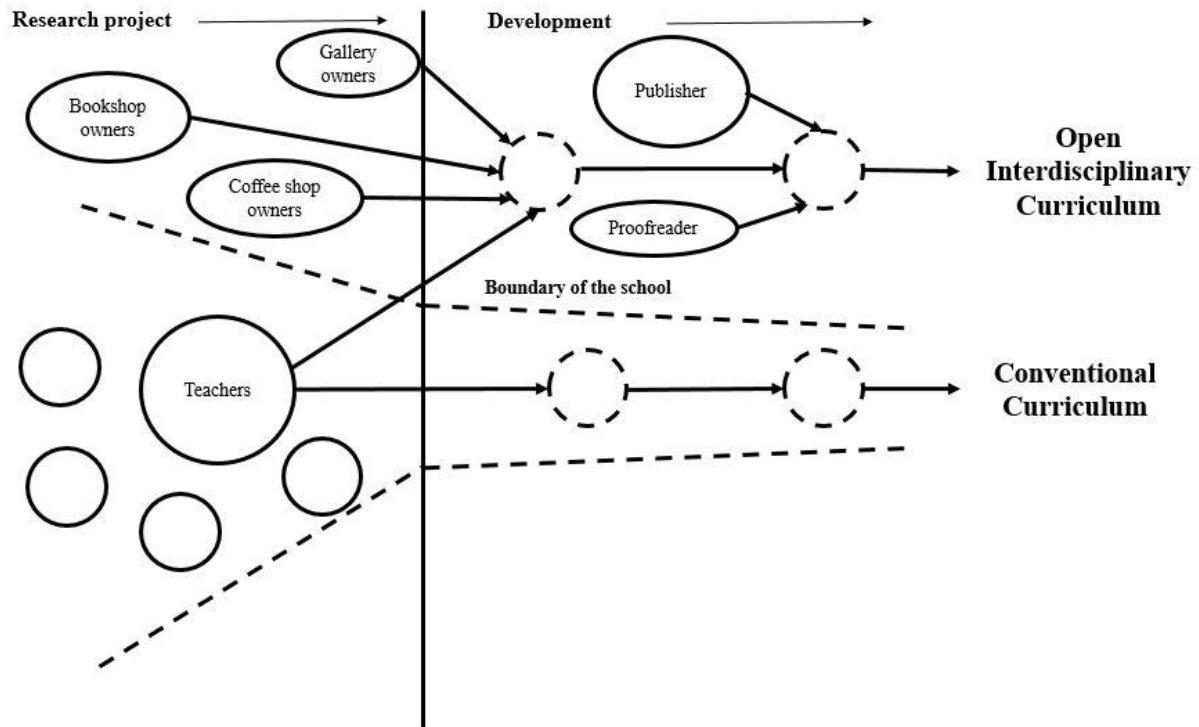 Research project
Development
Gallery
owners
Bookshop
owners
Publisher
Coffee shop
owners
Proofreader
Open
Interdisciplinary
Curriculum
Boundary of the school
Teachers
Conventional
Curriculum